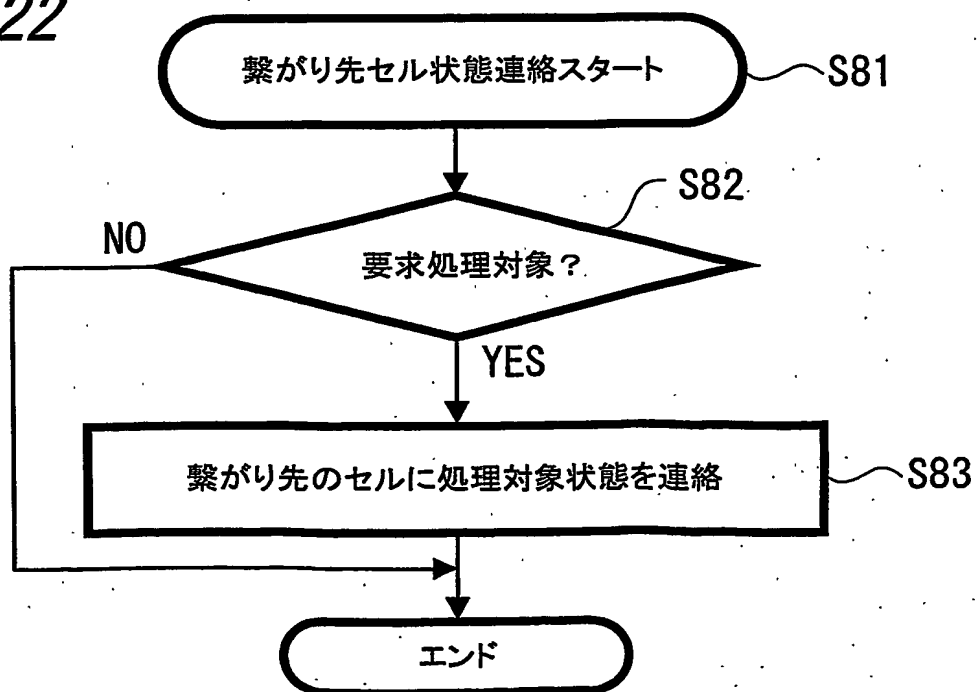 22
繋がり先セル状態連絡スタート
S81
S82
NO
要求処理対象?
YES
繋がり先のセルに処理対象状態を連絡
S83
エンド